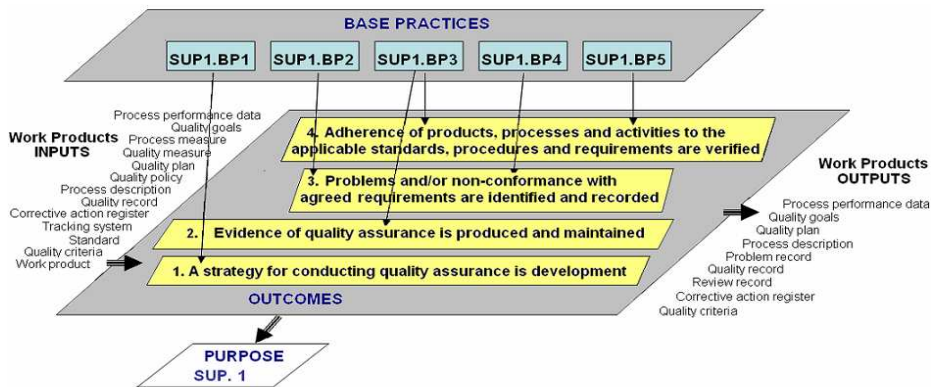 BASE PRACTICES
SUP1.BP1
SUP1.BP2
SUP1.BP3
SUP1.BP4
SUP1.BP5
Work Products
INPUTS
Process performance data
Quality goals
Process measure
Quality measure
Quality plan
Quality policy
Process description
Quality record
Corrective action register
Tracking system
Standard
Quality criteria
Work product
4. Adherence of products, processes and activities to the
applicable standards, procedures and requirements are verified
3. Problems and/or non-conformance with
agreed requirements are identified and recorded
2. Evidence of quality assurance is produced and maintained
1. A strategy for conducting quality assurance is development
OUTCOMES
Work Products
OUTPUTS
Process performance data
Quality goals
Quality plan
Process description
Problem record
Quality record
Review record
Corrective action register
Quality criteria
PURPOSE
SUP. 1